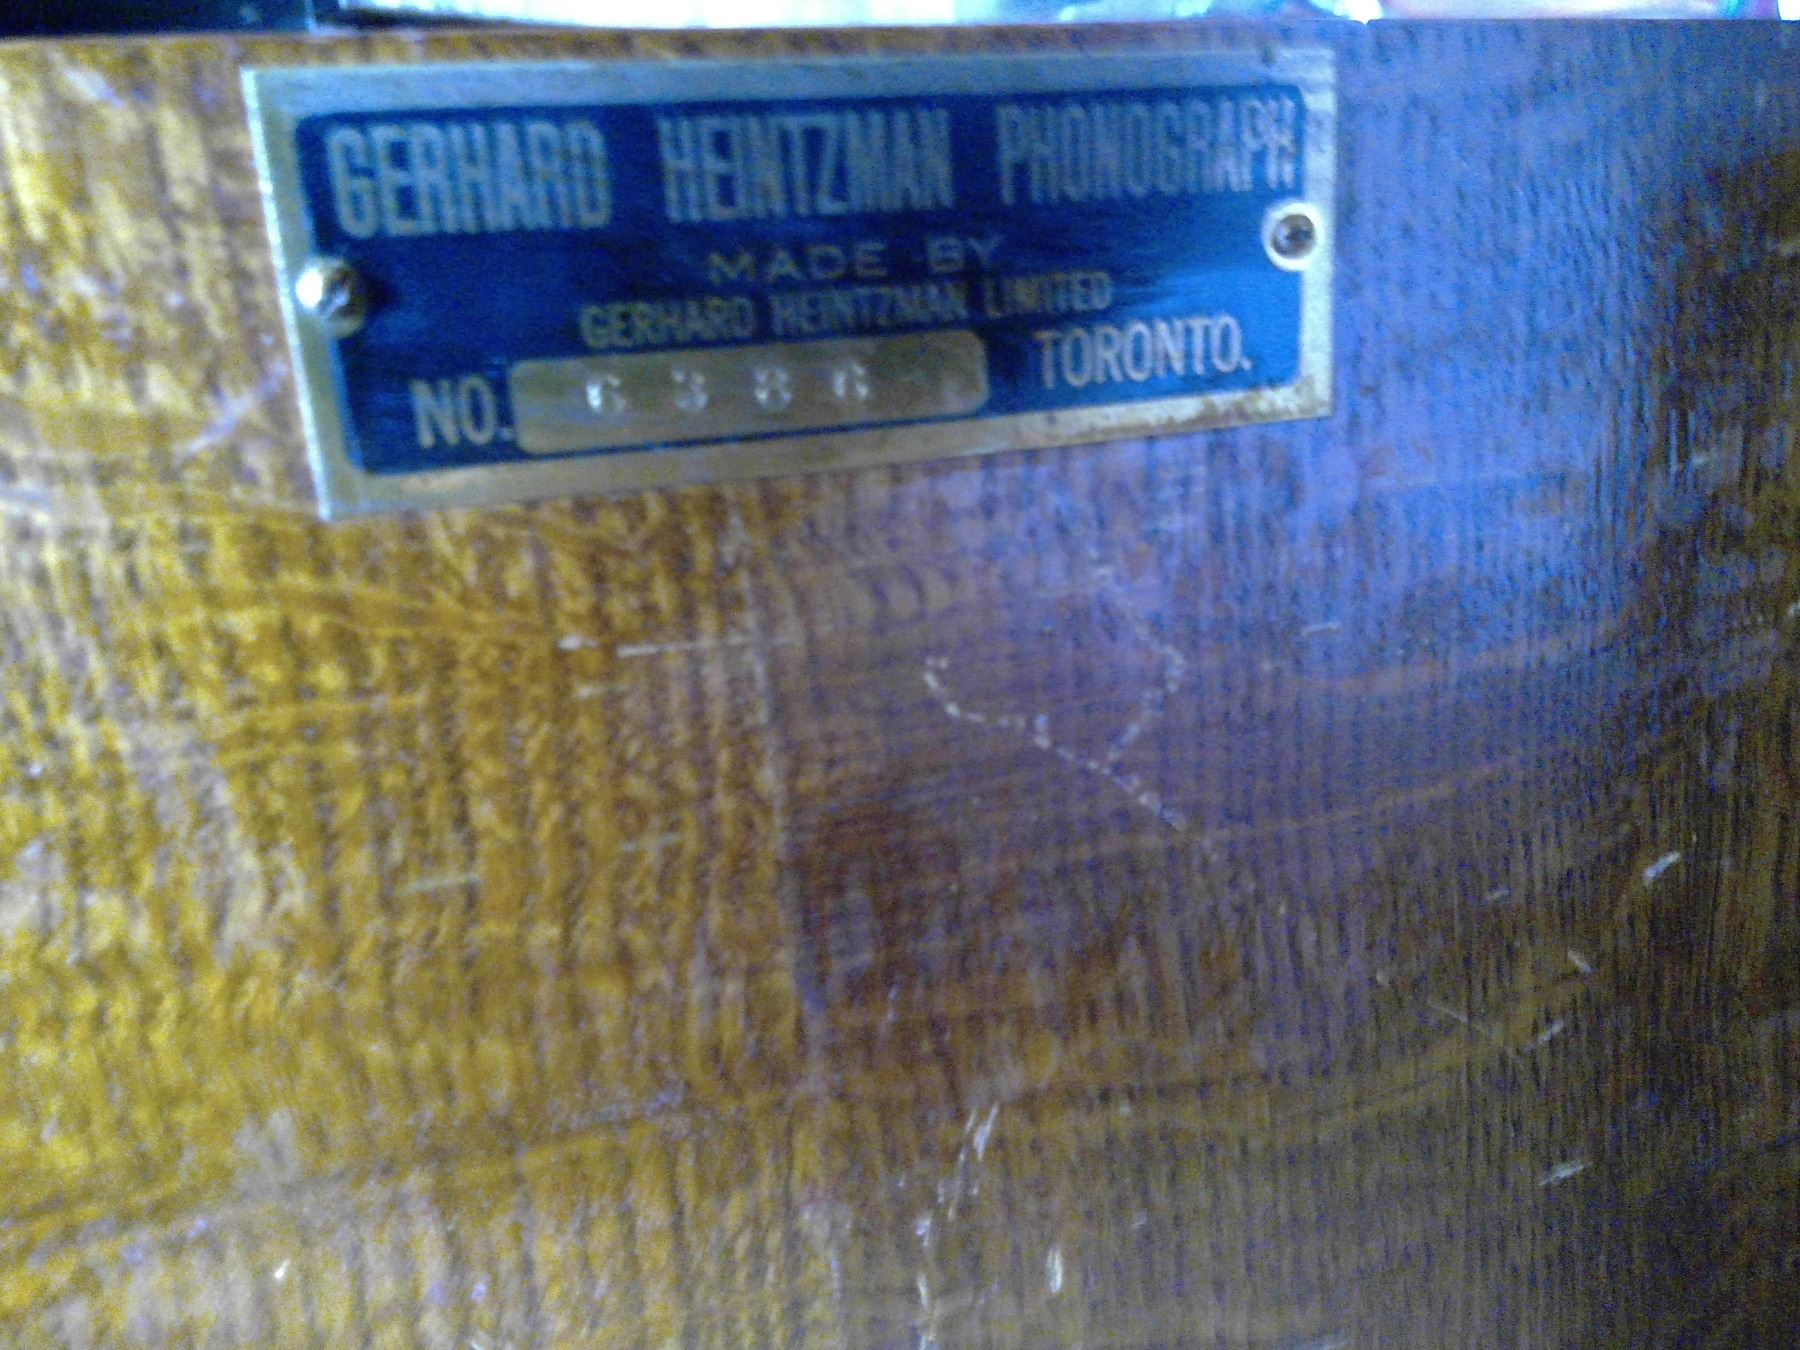 GERHARD HEINTZMAN PHONOGRAPH
MADE BY
GERHARD HEINTZMAN LIMITED
NO. 6386 TORONTO.